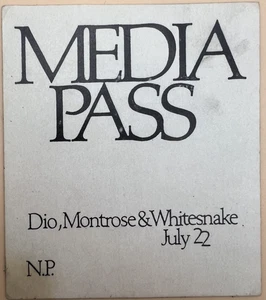 MEDIA
PASS
Dio, Montrose & Whitesnake
July 22
N.P.